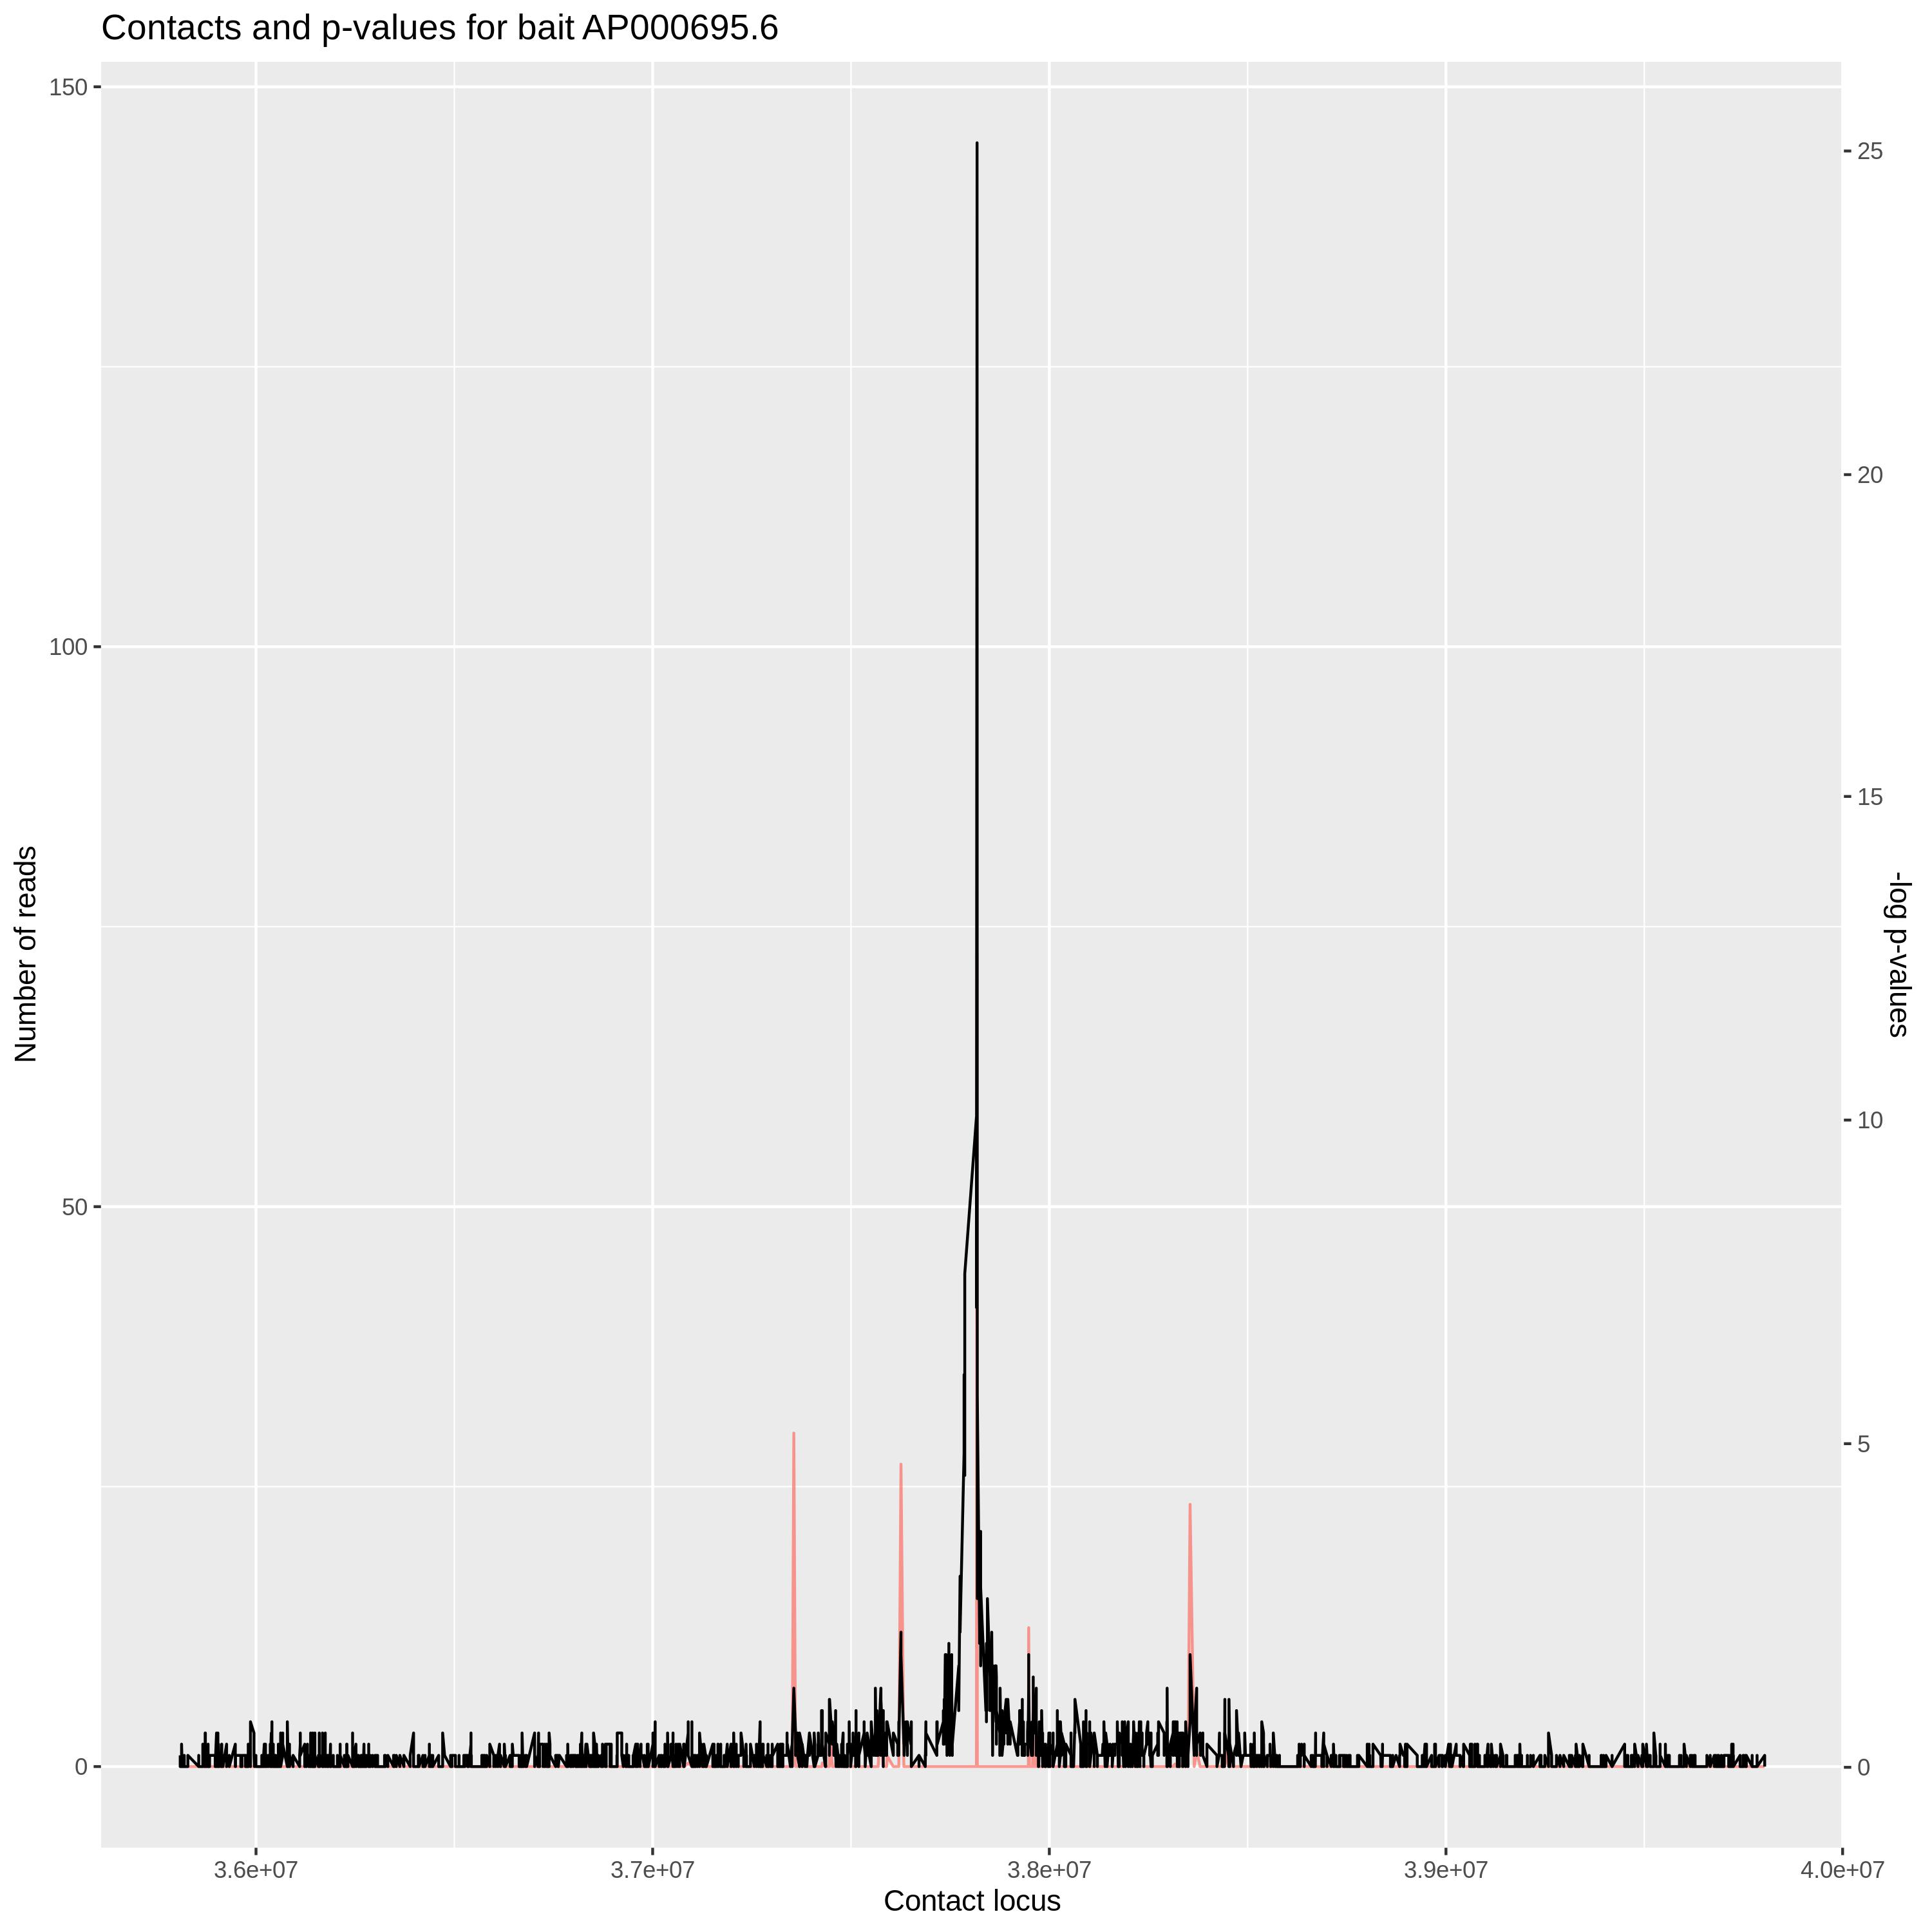 Contacts and p-values for bait AP000695.6
150
100
50
0
Number of reads
25
20
15
10
5
0
-log p-values
3.6e+07
3.7e+07
3.8e+07
3.9e+07
4.0e+07
Contact locus